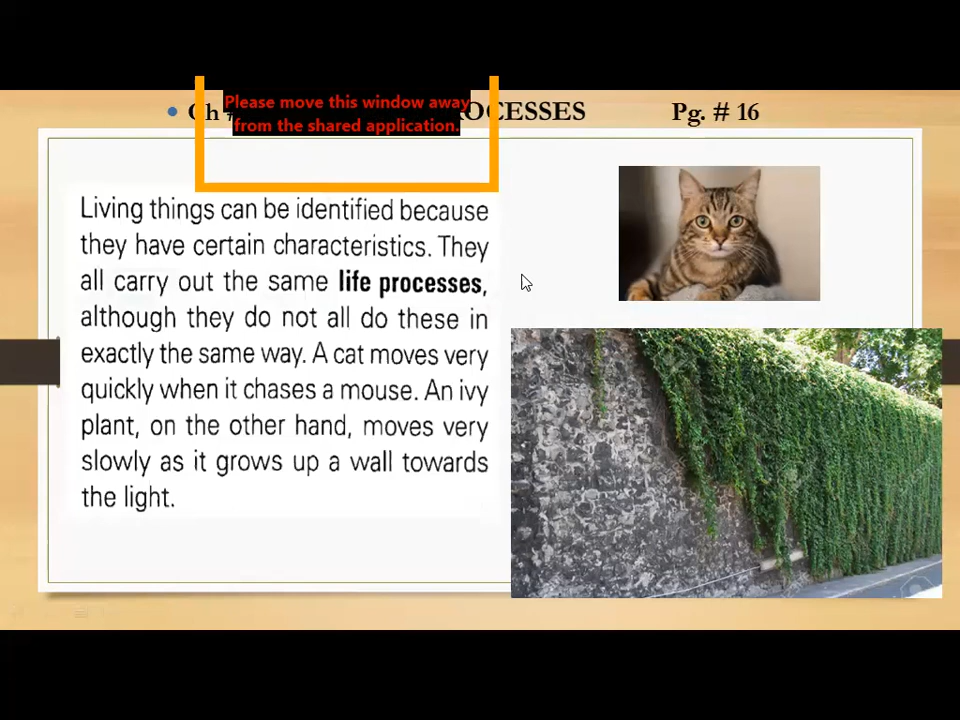 • Ch # OCESSES Pg. # 16
Please move this window away
from the shared application.
Living things can be identified because
they have certain characteristics. They
all carry out the same life processes,
although they do not all do these in
exactly the same way. A cat moves very
quickly when it chases a mouse. An ivy
plant, on the other hand, moves very
slowly as it grows up a wall towards
the light.